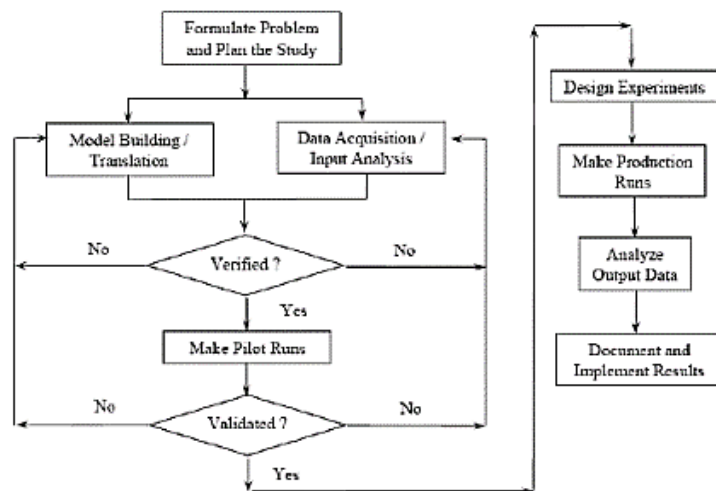 Formulate Problem
and Plan the Study
Model Building /
Translation
Data Acquisition /
Input Analysis
No
Verified ?
No
Yes
Make Pilot Runs
No
Validated ?
No
Yes
Design Experiments
Make Production
Runs
Analyze
Output Data
Document and
Implement Results